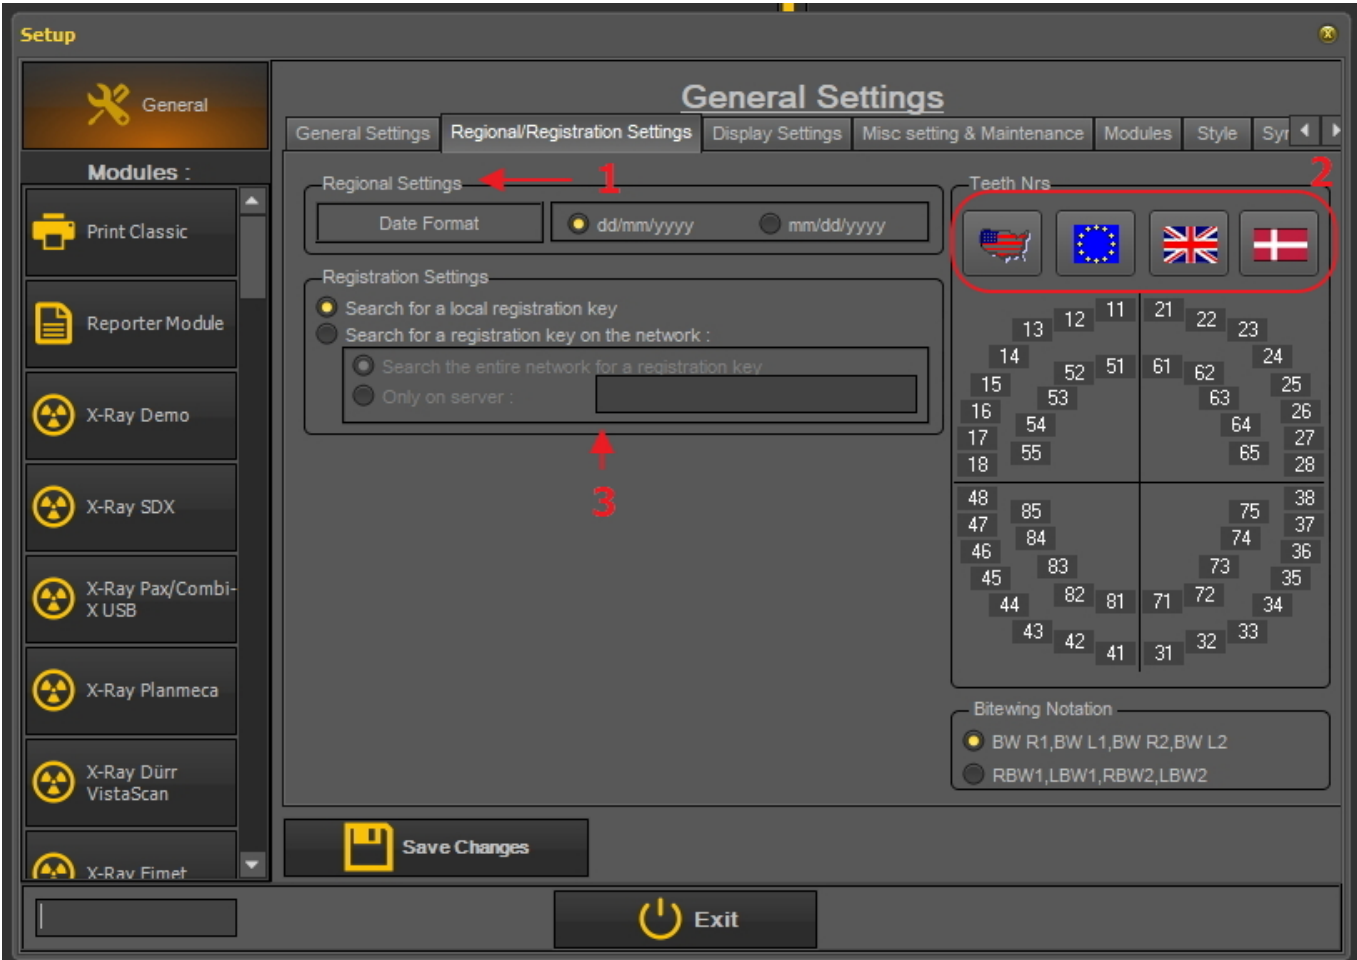 Setup
General
Modules :
Print Classic
Reporter Module
X-Ray Demo
X-Ray SDX
X-Ray Pax/Combi-
X USB
X-Ray Planmeca
X-Ray Dürr
VistaScan
X-Ray Fimet
General Settings
General Settings
Regional/Registration Settings
Display Settings
Misc setting & Maintenance
Modules
Style
Syr
Regional Settings
1
Date Format
dd/mm/yyyy
mm/dd/yyyy
Registration Settings
Search for a local registration key
Search for a registration key on the network :
Search the entire network for a registration key
Only on server :
3
Teeth Nrs
2
11 21
12 22
13 23
14 24
52 51 61 62
15 25
53 63
16 26
54 64
17 27
55 65
18 28
48 38
85 75
47 37
84 74
46 36
83 73
45 35
82 81 71 72
44 34
43 33
42 32
41 31
Bitewing Notation
BW R1,BW L1,BW R2,BW L2
RBW1,LBW1,RBW2,LBW2
Save Changes
Exit